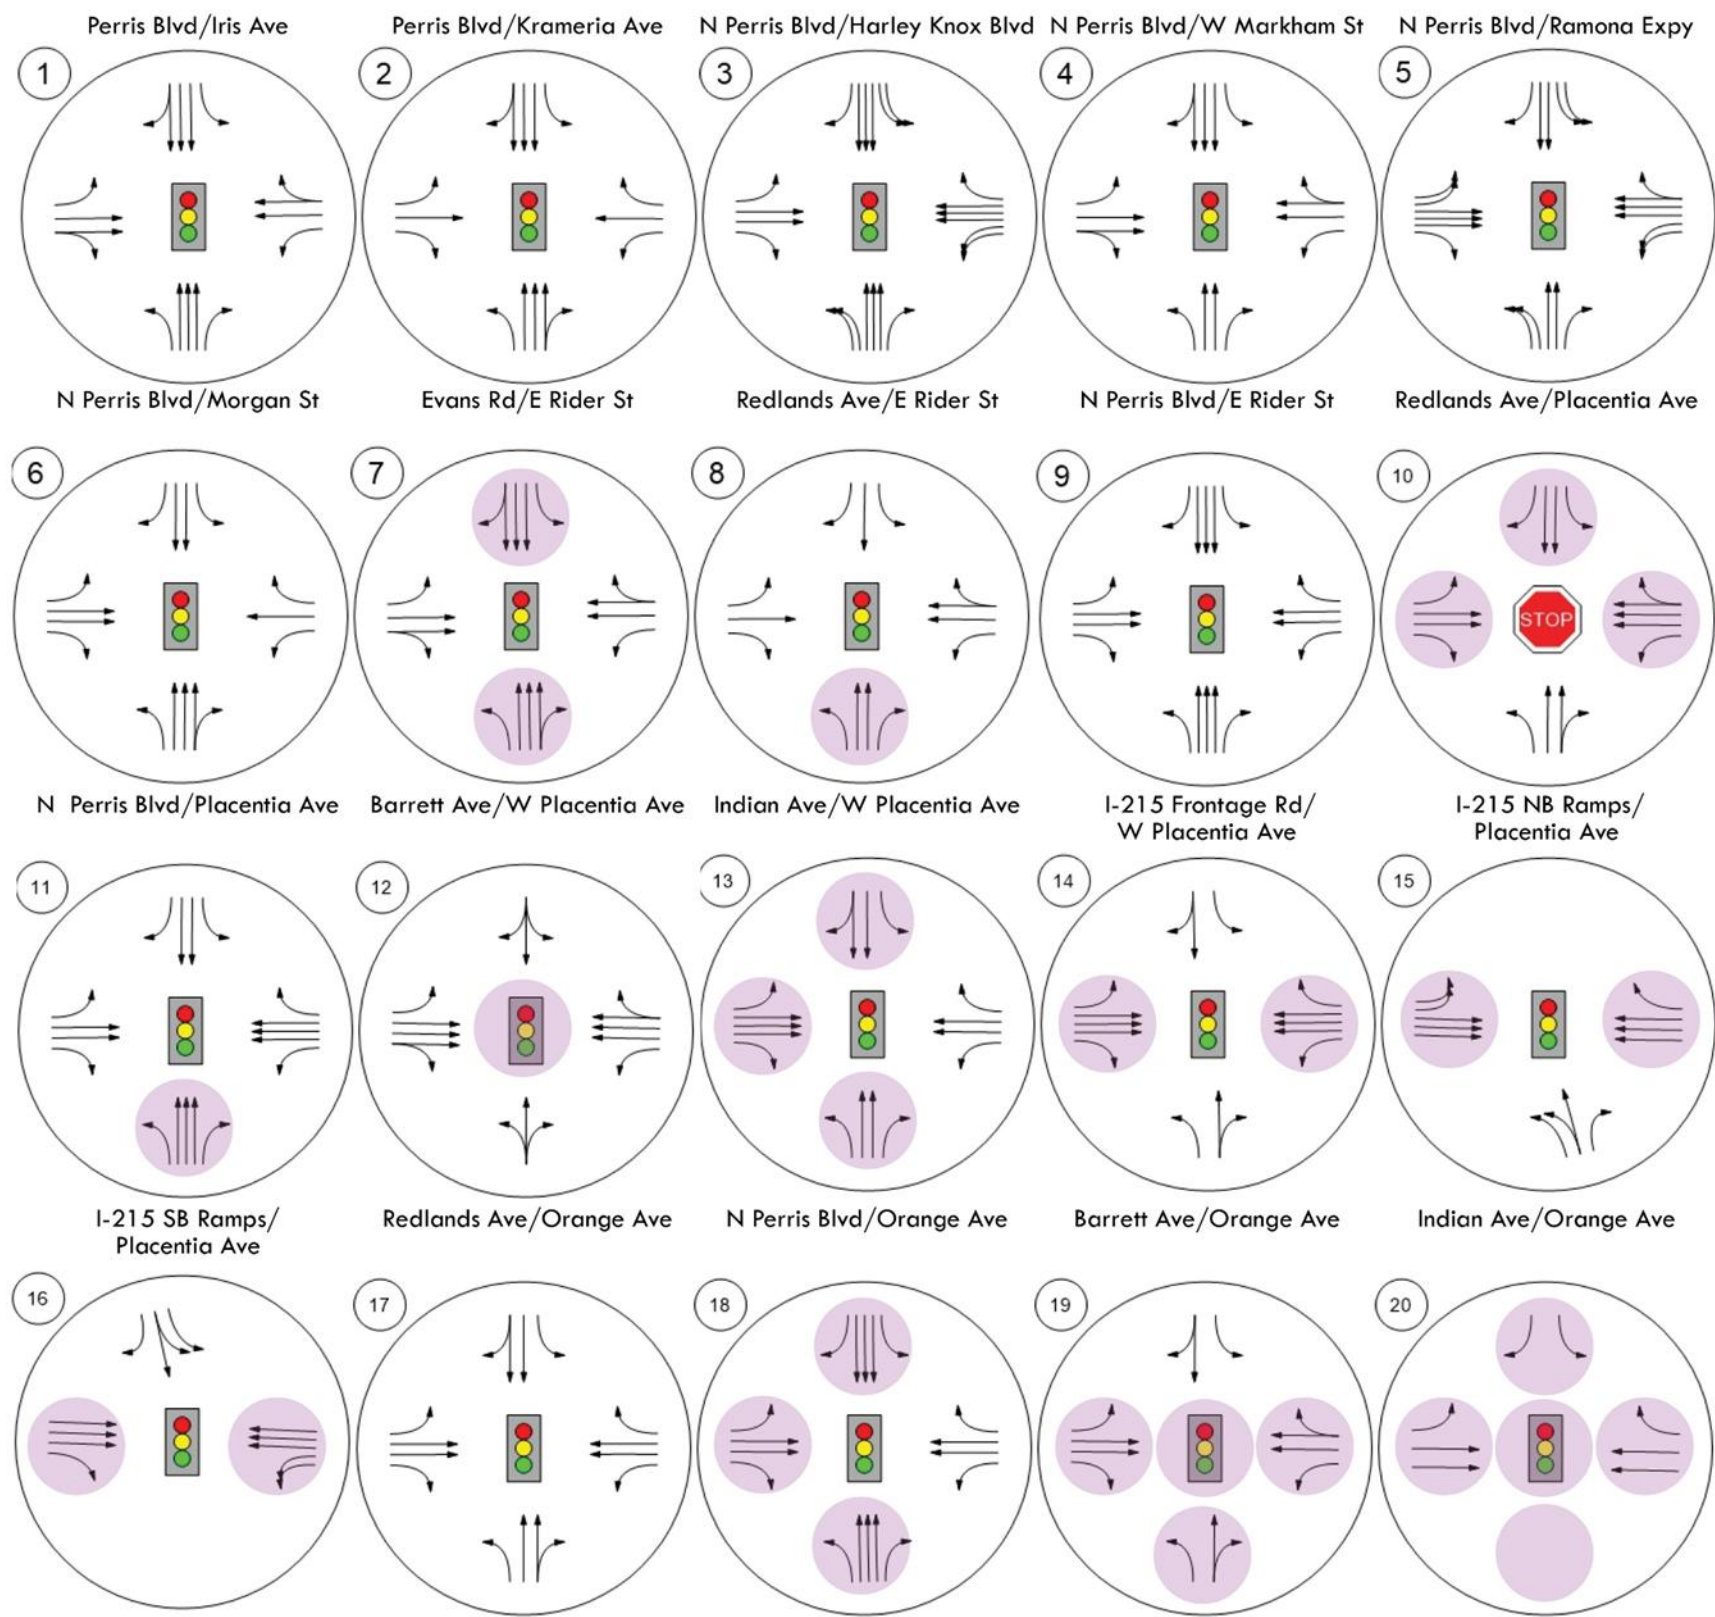 Perris Blvd/Iris Ave
Perris Blvd/Krameria Ave
N Perris Blvd/Harley Knox Blvd
N Perris Blvd/W Markham St
N Perris Blvd/Ramona Expy
1
2
3
4
5
N Perris Blvd/Morgan St
Evans Rd/E Rider St
Redlands Ave/E Rider St
N Perris Blvd/E Rider St
Redlands Ave/Placentia Ave
6
7
8
9
10
STOP
N Perris Blvd/Placentia Ave
Barrett Ave/W Placentia Ave
Indian Ave/W Placentia Ave
I-215 Frontage Rd/
W Placentia Ave
I-215 NB Ramps/
Placentia Ave
11
12
13
14
15
I-215 SB Ramps/
Placentia Ave
Redlands Ave/Orange Ave
N Perris Blvd/Orange Ave
Barrett Ave/Orange Ave
Indian Ave/Orange Ave
16
17
18
19
20